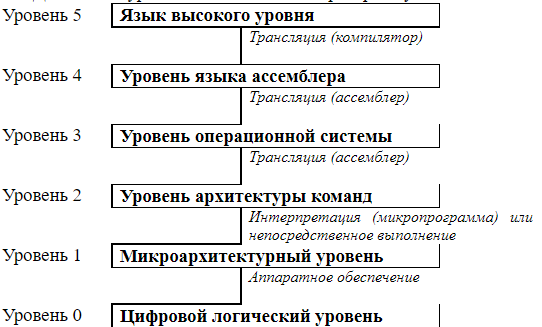 Уровень 5 Язык высокого уровня
Трансляция (компилятор)
Уровень 4 Уровень языка ассемблера
Трансляция (ассемблер)
Уровень 3 Уровень операционной системы
Трансляция (ассемблер)
Уровень 2 Уровень архитектуры команд
Интерпретация (микропрограмма) или
непосредственное выполнение
Уровень 1 Микроархитектурный уровень
Аппаратное обеспечение
Уровень 0 Цифровой логический уровень